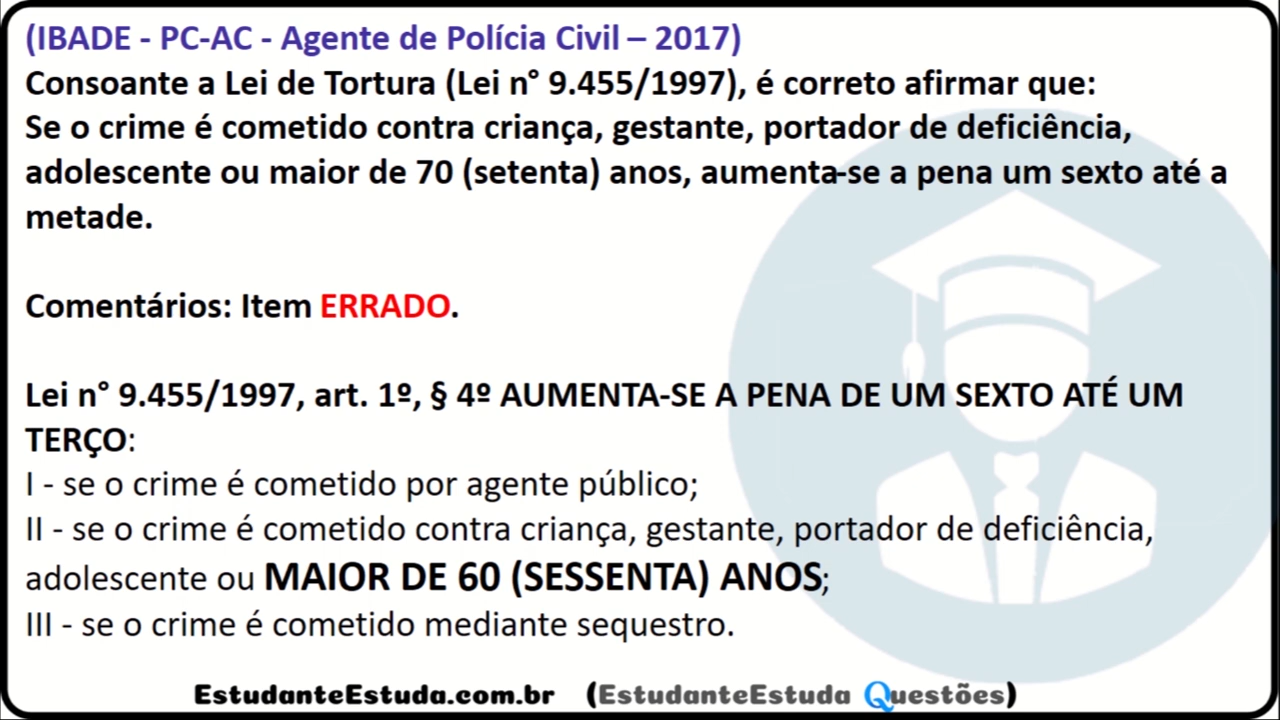 (IBADE - PC-AC - Agente de Polícia Civil – 2017)
Consoante a Lei de Tortura (Lei n° 9.455/1997), é correto afirmar que:
Se o crime é cometido contra criança, gestante, portador de deficiência,
adolescente ou maior de 70 (setenta) anos, aumenta-se a pena um sexto até a
metade.
Comentários: Item ERRADO.
Lei n° 9.455/1997, art. 1º, § 4º AUMENTA-SE A PENA DE UM SEXTO ATÉ UM
TERÇO:
I - se o crime é cometido por agente público;
II - se o crime é cometido contra criança, gestante, portador de deficiência,
adolescente ou MAIOR DE 60 (SESSENTA) ANOS;
III - se o crime é cometido mediante sequestro.
EstudanteEstuda.com.br (EstudanteEstuda Questões)